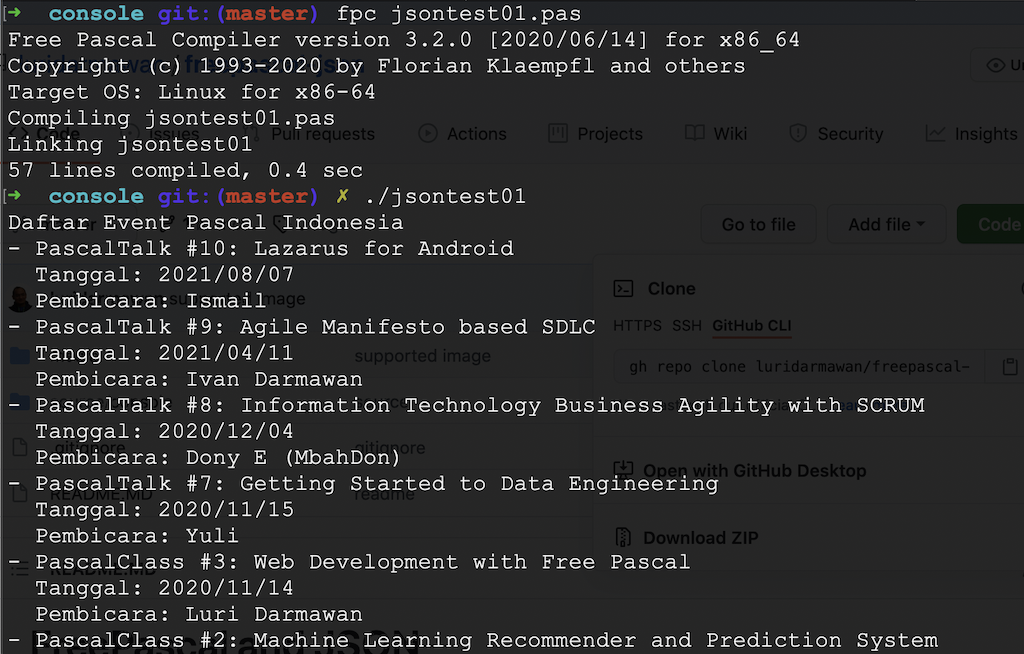 [➜ console git:(master) fpc jsontest01.pas
Free Pascal Compiler version 3.2.0 [2020/06/14] for x86_64
Copyright (c) 1993-2020 by Florian Klaempfl and others
Target OS: Linux for x86-64
Compiling jsontest01.pas
Linking jsontest01
57 lines compiled, 0.4 sec
[➜ console git:(master) ✗ ./jsontest01
Daftar Event Pascal Indonesia
- PascalTalk #10: Lazarus for Android
Tanggal: 2021/08/07
Pembicara: Ismail
- PascalTalk #9: Agile Manifesto based SDLC
Tanggal: 2021/04/11
Pembicara: Ivan Darmawan
- PascalTalk #8: Information Technology Business Agility with SCRUM
Tanggal: 2020/12/04
Pembicara: Dony E (MbahDon)
- PascalTalk #7: Getting Started to Data Engineering
Tanggal: 2020/11/15
Pembicara: Yuli
- PascalClass #3: Web Development with Free Pascal
Tanggal: 2020/11/14
Pembicara: Luri Darmawan
- PascalClass #2: Machine Learning Recommender and Prediction System
Code Issues Pull requests Actions Projects Wiki Security Insights
Go to file Add file Code
Clone
HTTPS SSH GitHub CLI
gh repo clone luridarmawan/freepascal-
supported image
Open with GitHub Desktop
.gitignore gitignore
README.MD readme
Download ZIP
README.MD
FreePascal and JSON